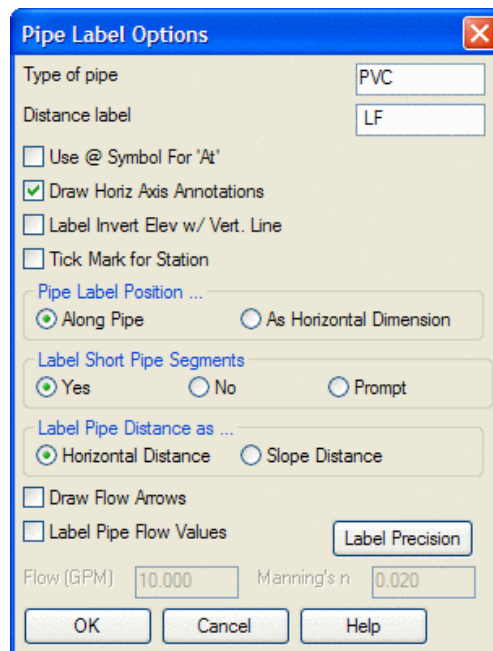 Pipe Label Options
Type of pipe PVC
Distance label LF
Use @ Symbol For 'At'
Draw Horiz Axis Annotations
Label Invert Elev w/ Vert. Line
Tick Mark for Station
Pipe Label Position ...
Along Pipe As Horizontal Dimension
Label Short Pipe Segments
Yes No Prompt
Label Pipe Distance as ...
Horizontal Distance Slope Distance
Draw Flow Arrows
Label Pipe Flow Values Label Precision
Flow (GPM) 10.000 Manning's n 0.020
OK Cancel Help